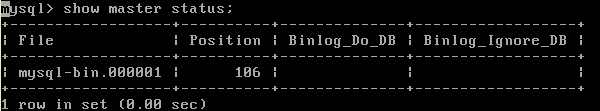 mysql> show master status;
+------------------+----------+--------------+------------------+
| File | Position | Binlog_Do_DB | Binlog_Ignore_DB |
+------------------+----------+--------------+------------------+
| mysql-bin.000001 | 106 | | |
+------------------+----------+--------------+------------------+
1 row in set (0.00 sec)